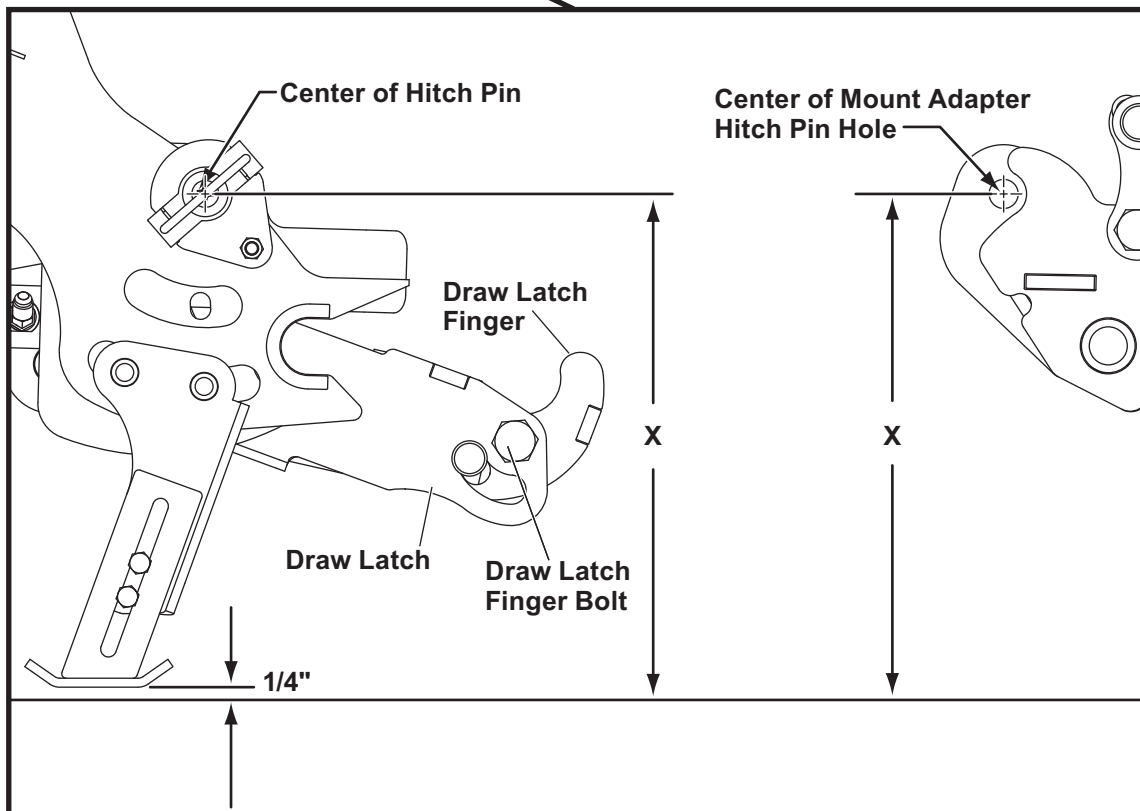 Center of Hitch Pin
Center of Mount Adapter
Hitch Pin Hole
Draw Latch
Finger
X
X
Draw Latch
Draw Latch
Finger Bolt
1/4"